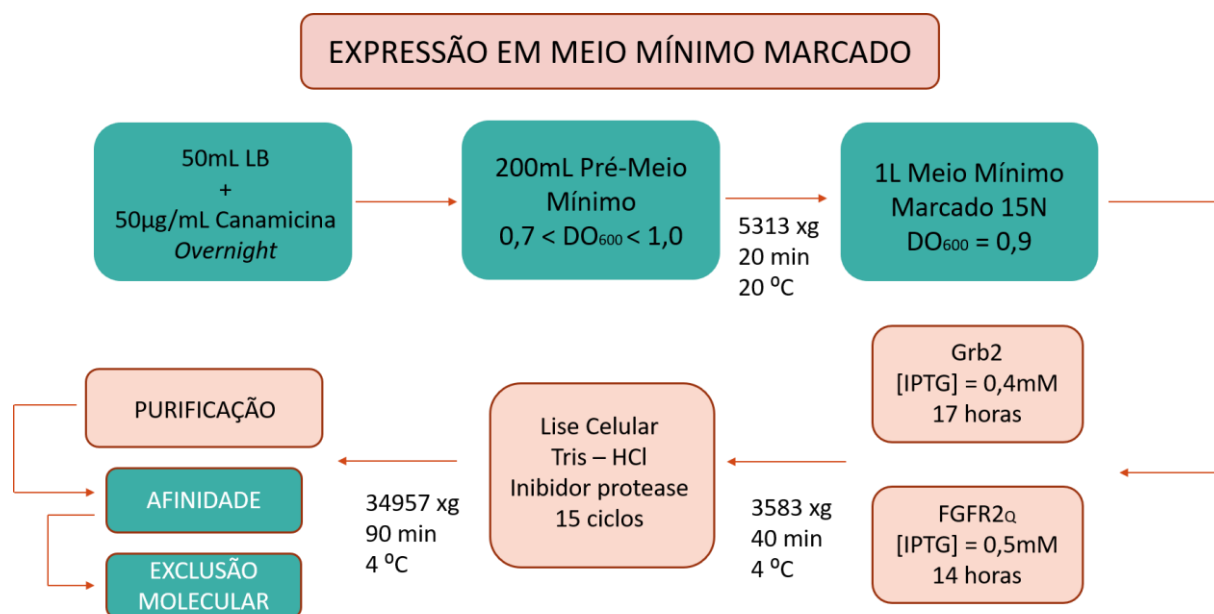 EXPRESSÃO EM MEIO MÍNIMO MARCADO
50mL LB
+
50µg/mL Canamicina
Overnight
200mL Pré-Meio
Mínimo
0,7 < DO₆₀₀ < 1,0
5313 xg
20 min
20 ⁰C
1L Meio Mínimo
Marcado 15N
DO₆₀₀ = 0,9
Grb2
[IPTG] = 0,4mM
17 horas
FGFR2Q
[IPTG] = 0,5mM
14 horas
3583 xg
40 min
4 ⁰C
Lise Celular
Tris – HCl
Inibidor protease
15 ciclos
34957 xg
90 min
4 ⁰C
PURIFICAÇÃO
AFINIDADE
EXCLUSÃO
MOLECULAR